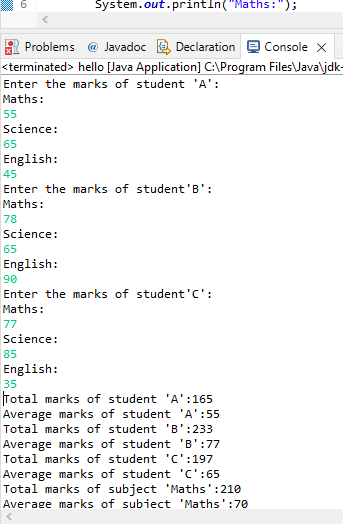 6 System.out.println("Maths:");
Problems @ Javadoc Declaration Console
<terminated> hello [Java Application] C:\Program Files\Java\jdk-
Enter the marks of student 'A':
Maths:
55
Science:
65
English:
45
Enter the marks of student'B':
Maths:
78
Science:
65
English:
90
Enter the marks of student'C':
Maths:
77
Science:
85
English:
35
Total marks of student 'A':165
Average marks of student 'A':55
Total marks of student 'B':233
Average marks of student 'B':77
Total marks of student 'C':197
Average marks of student 'C':65
Total marks of subject 'Maths':210
Average marks of subject 'Maths':70